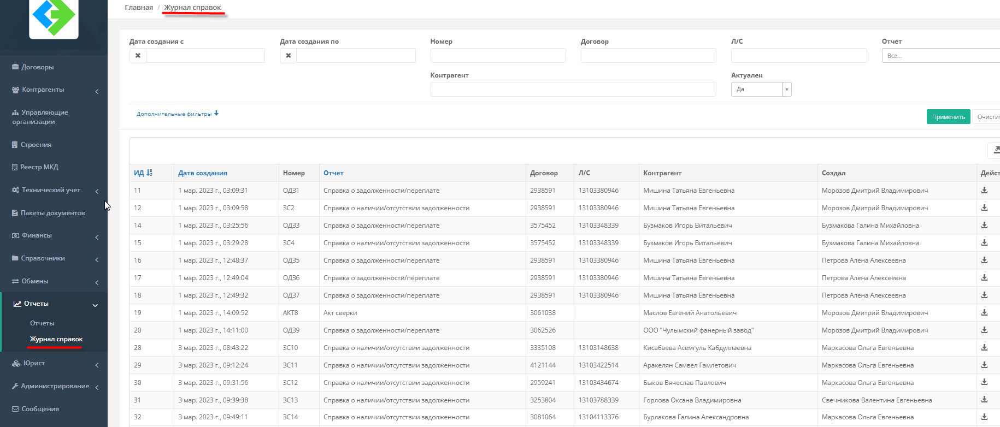 Главная / Журнал справок
Договоры
Контрагенты
Управляющие
организации
Строения
Реестр МКД
Технический учет
Пакеты документов
Финансы
Справочники
Обмены
Отчеты
Отчеты
Журнал справок
Юрист
Администрирование
Сообщения
Дата создания с Дата создания по Номер Договор Л/С Отчет
Все...
Контрагент Актуален
Да
Дополнительные фильтры
Применить Очистит
ИД Дата создания Номер Отчет Договор Л/С Контрагент Создал Дейст
11 1 мар. 2023 г., 03:09:31 ОД31 Справка о задолженности/переплате 2938591 13103380946 Мишина Татьяна Евгеньевна Морозов Дмитрий Владимирович
12 1 мар. 2023 г., 03:09:58 ЗС2 Справка о наличии/отсутствии задолженности 2938591 13103380946 Мишина Татьяна Евгеньевна Морозов Дмитрий Владимирович
14 1 мар. 2023 г., 03:25:56 ОД33 Справка о задолженности/переплате 3575452 13103348339 Бузмаков Игорь Витальевич Бузмакова Галина Михайловна
15 1 мар. 2023 г., 03:29:28 ЗС4 Справка о наличии/отсутствии задолженности 3575452 13103348339 Бузмаков Игорь Витальевич Бузмакова Галина Михайловна
16 1 мар. 2023 г., 12:48:37 ОД35 Справка о задолженности/переплате 2938591 13103380946 Мишина Татьяна Евгеньевна Петрова Алена Алексеевна
17 1 мар. 2023 г., 12:49:04 ОД36 Справка о задолженности/переплате 2938591 13103380946 Мишина Татьяна Евгеньевна Петрова Алена Алексеевна
18 1 мар. 2023 г., 12:49:32 ОД37 Справка о задолженности/переплате 2938591 13103380946 Мишина Татьяна Евгеньевна Петрова Алена Алексеевна
19 1 мар. 2023 г., 14:09:52 АКТ8 Акт сверки 3061038 Маслов Евгений Анатольевич Морозов Дмитрий Владимирович
20 1 мар. 2023 г., 14:11:00 ОД39 Справка о задолженности/переплате 3062526 ООО "Чулымский фанерный завод" Морозов Дмитрий Владимирович
28 3 мар. 2023 г., 08:43:22 ЗС10 Справка о наличии/отсутствии задолженности 3335108 13103148638 Кисабаева Асемгуль Кабдуллаевна Маркасова Ольга Евгеньевна
29 3 мар. 2023 г., 09:12:24 ЗС11 Справка о наличии/отсутствии задолженности 4121144 13103422514 Аракелян Самвел Гамлетович Маркасова Ольга Евгеньевна
30 3 мар. 2023 г., 09:31:56 ЗС12 Справка о наличии/отсутствии задолженности 2959241 13103434674 Быков Вячеслав Павлович Маркасова Ольга Евгеньевна
31 3 мар. 2023 г., 09:39:38 ЗС13 Справка о наличии/отсутствии задолженности 3253804 13103788339 Горлова Оксана Владимировна Свечникова Валентина Евгеньевна
32 3 мар. 2023 г., 09:49:11 ЗС14 Справка о наличии/отсутствии задолженности 3081064 13104113376 Бурлакова Галина Александровна Маркасова Ольга Евгеньевна